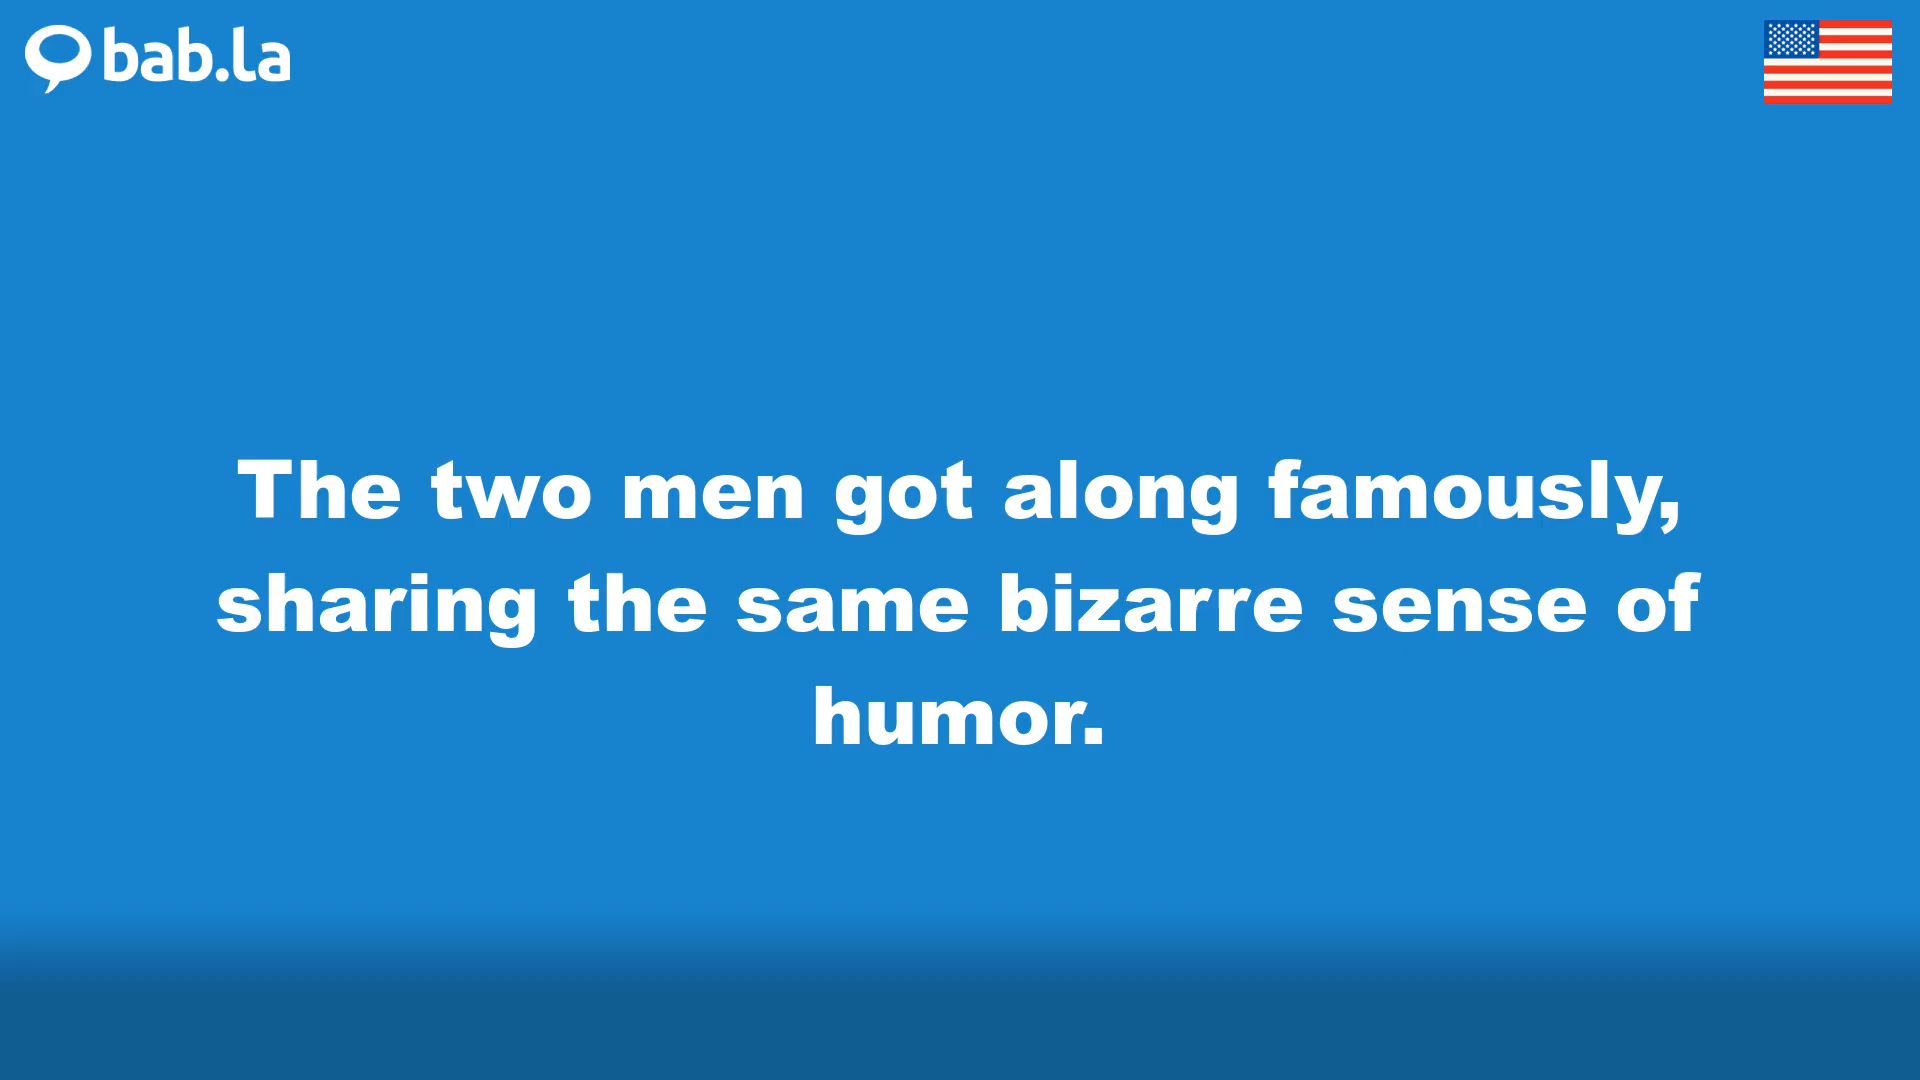 bab.la
The two men got along famously,
sharing the same bizarre sense of
humor.